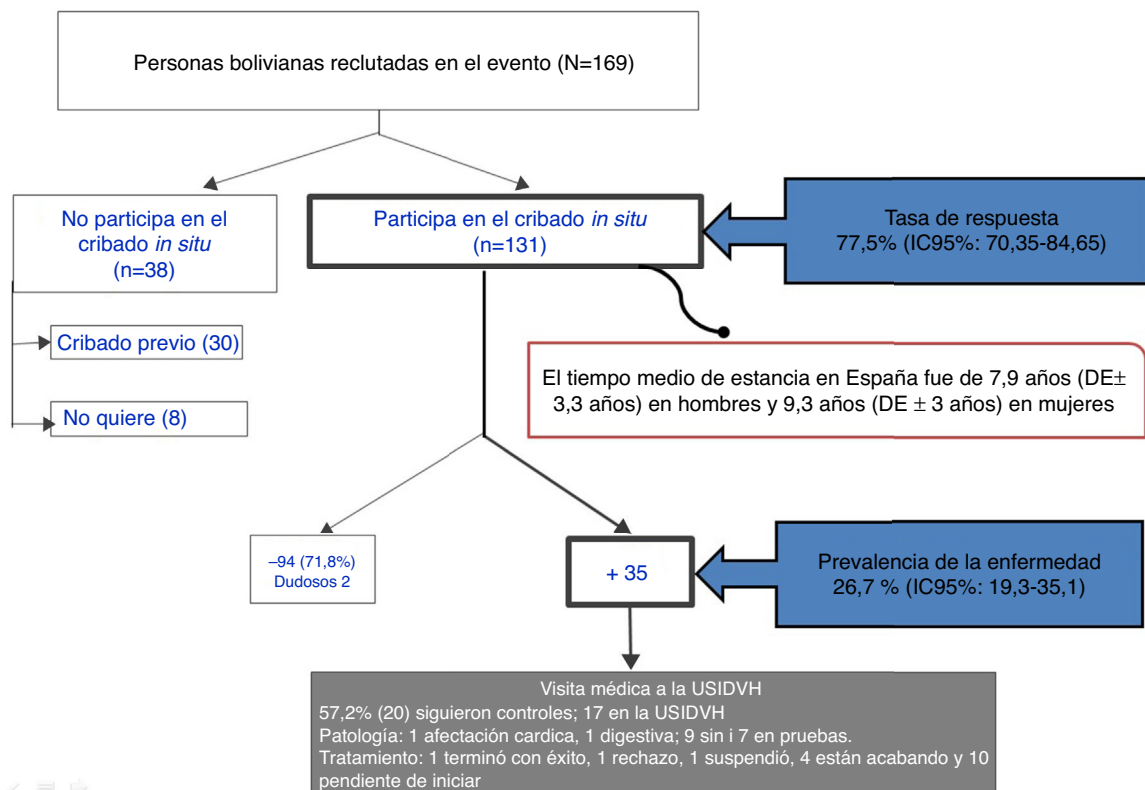 Personas bolivianas reclutadas en el evento (N=169)
No participa en el
cribado in situ
(n=38)
Participa en el cribado in situ
(n=131)
Tasa de respuesta
77,5% (IC95%: 70,35-84,65)
Cribado previo (30)
No quiere (8)
El tiempo medio de estancia en España fue de 7,9 años (DE±
3,3 años) en hombres y 9,3 años (DE ± 3 años) en mujeres
–94 (71,8%)
Dudosos 2
+ 35
Prevalencia de la enfermedad
26,7 % (IC95%: 19,3-35,1)
Visita médica a la USIDVH
57,2% (20) siguieron controles; 17 en la USIDVH
Patología: 1 afectación cardica, 1 digestiva; 9 sin i 7 en pruebas.
Tratamiento: 1 terminó con éxito, 1 rechazo, 1 suspendió, 4 están acabando y 10
pendiente de iniciar